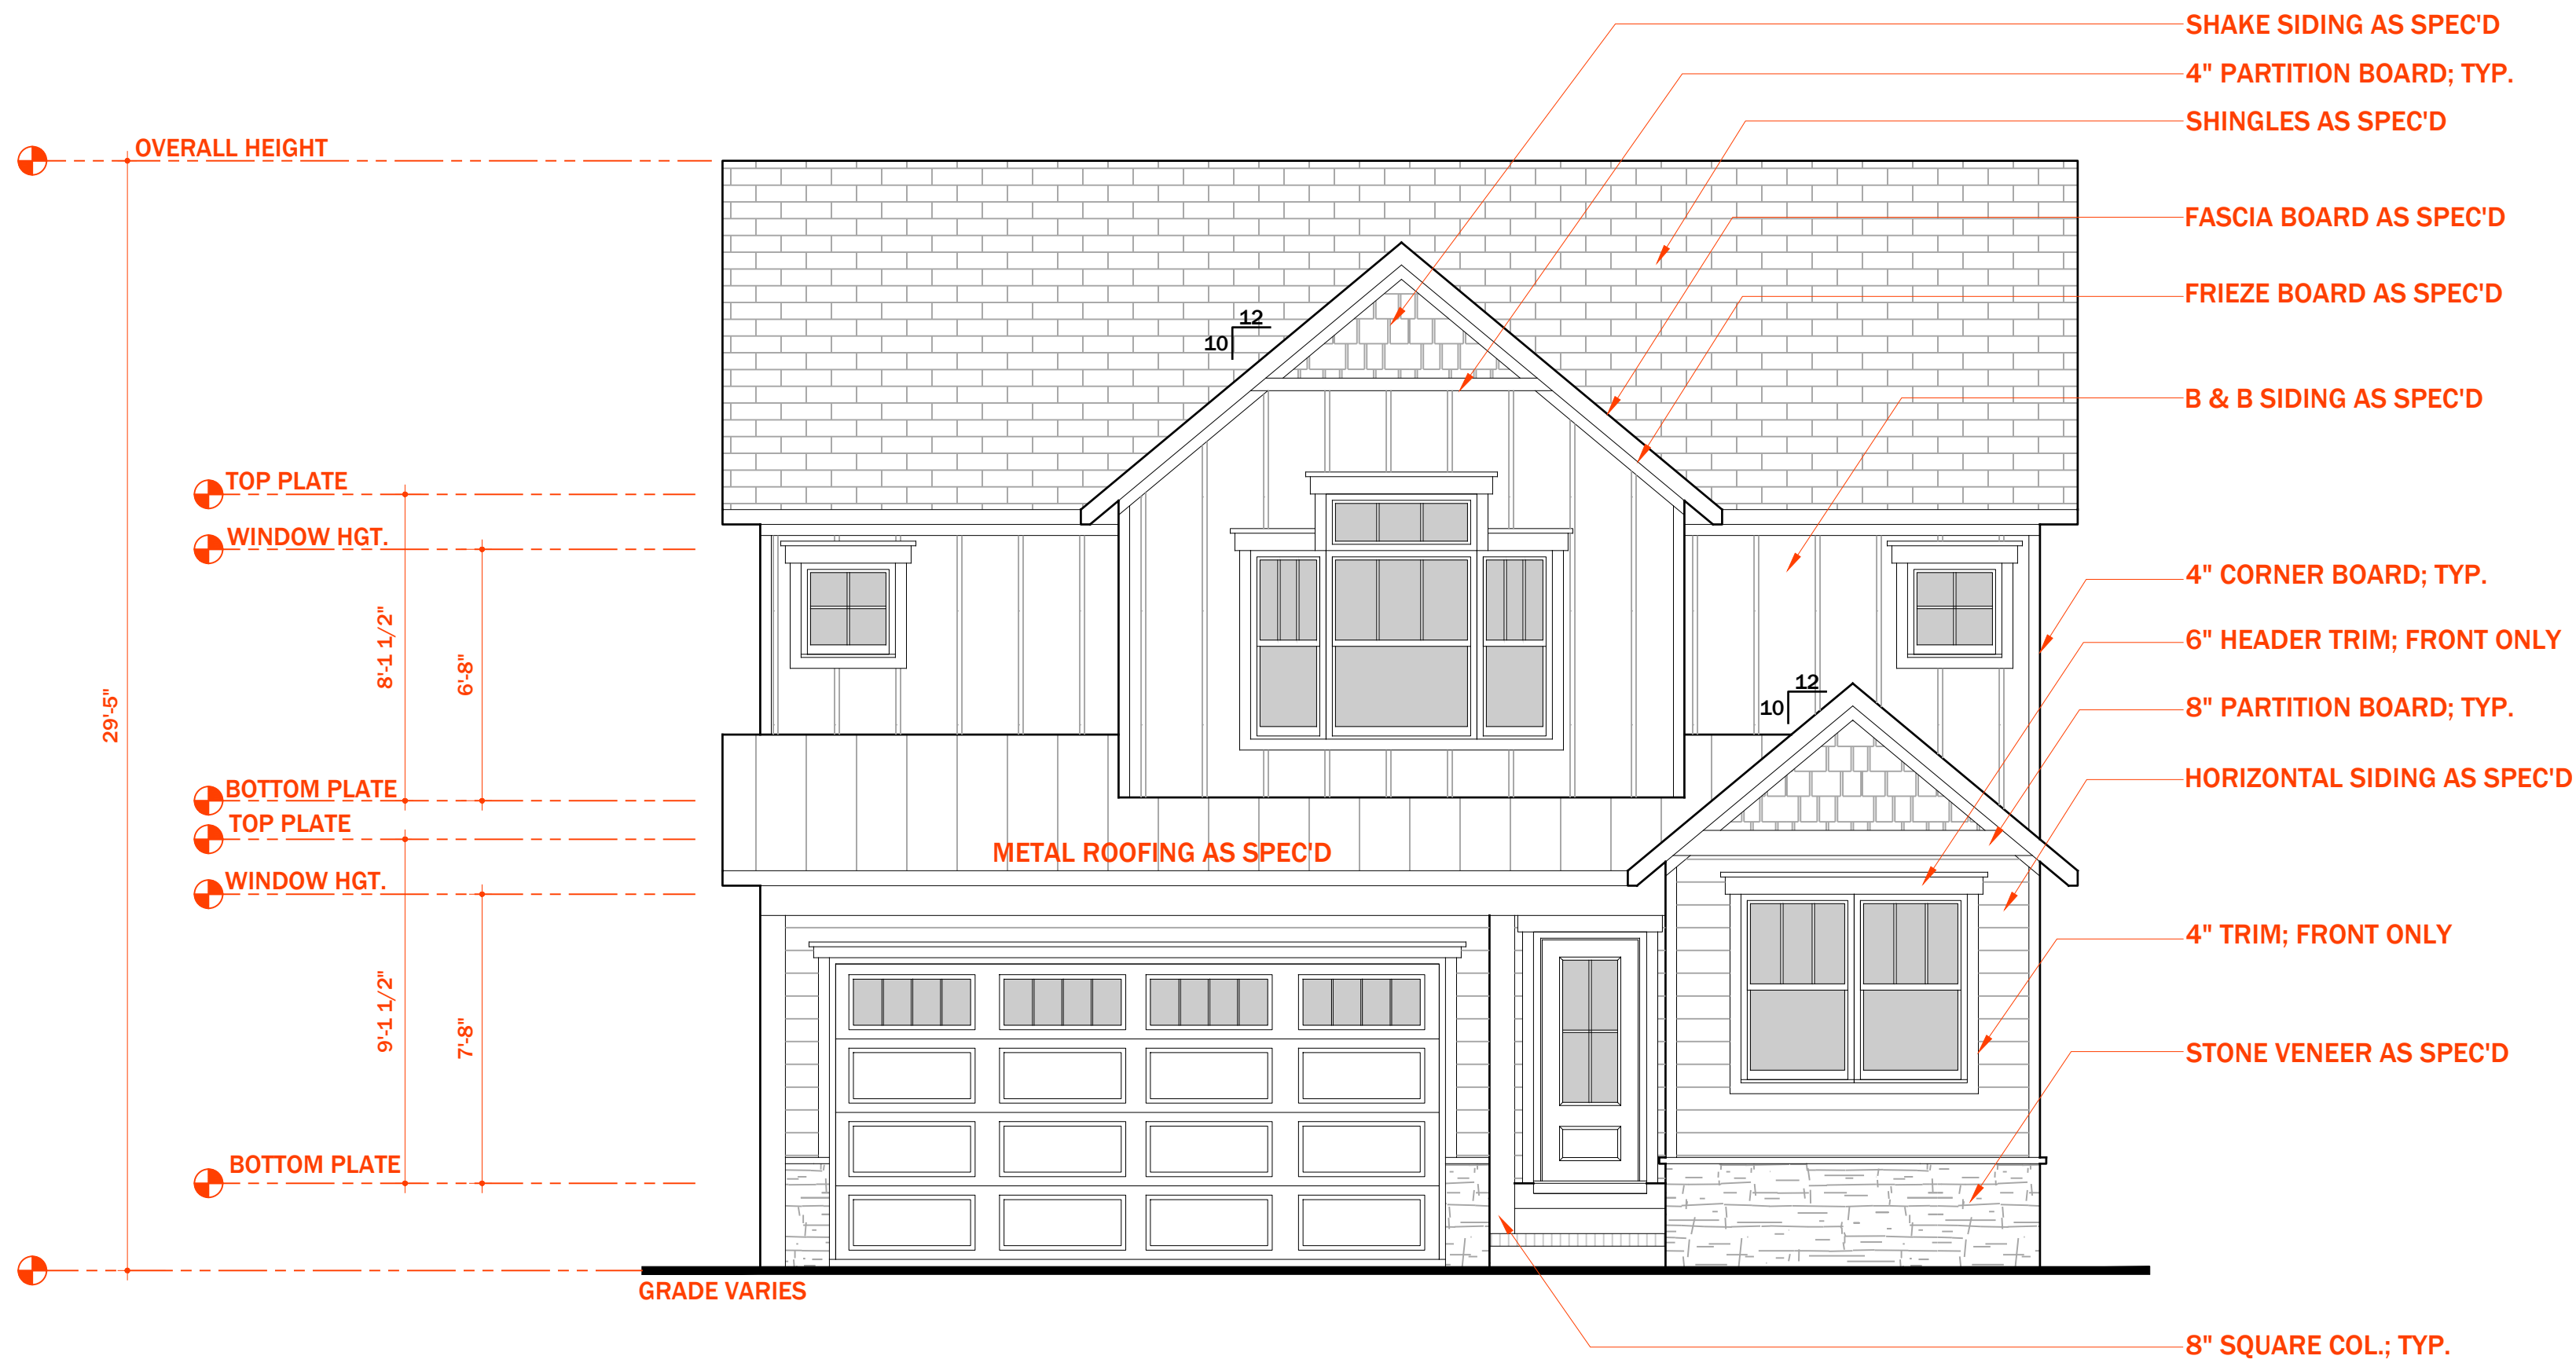 SHAKE SIDING AS SPEC'D
4" PARTITION BOARD; TYP.
SHINGLES AS SPEC'D
OVERALL HEIGHT
FASCIA BOARD AS SPEC'D
FRIEZE BOARD AS SPEC'D
12
10
B & B SIDING AS SPEC'D
TOP PLATE
WINDOW HGT.
4" CORNER BOARD; TYP.
8'-1 1/2"
6'-8"
29'-5"
6" HEADER TRIM; FRONT ONLY
12
10
8" PARTITION BOARD; TYP.
HORIZONTAL SIDING AS SPEC'D
BOTTOM PLATE
TOP PLATE
METAL ROOFING AS SPEC'D
WINDOW HGT.
4" TRIM; FRONT ONLY
9'-1 1/2"
7'-8"
STONE VENEER AS SPEC'D
BOTTOM PLATE
GRADE VARIES
8" SQUARE COL.; TYP.